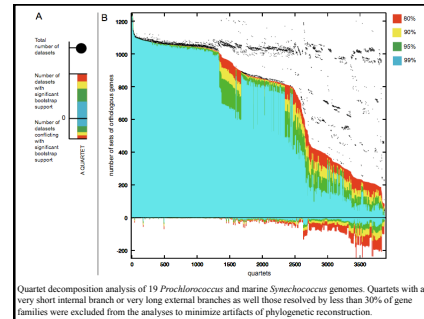 A
Total
number of
datasets
Number of
datasets
with
significant
bootstrap
support
0
Number of
datasets
conflicting
with
significant
bootstrap
support
A QUARTET
B
number of sets of orthologous genes
1200
1000
800
600
400
200
0
-200
0
500
1000
1500
2000
2500
3000
3500
quartets
80%
90%
95%
99%
Quartet decomposition analysis of 19 Prochlorococcus and marine Synechococcus genomes. Quartets with a
very short internal branch or very long external branches as well those resolved by less than 30% of gene
families were excluded from the analyses to minimize artifacts of phylogenetic reconstruction.